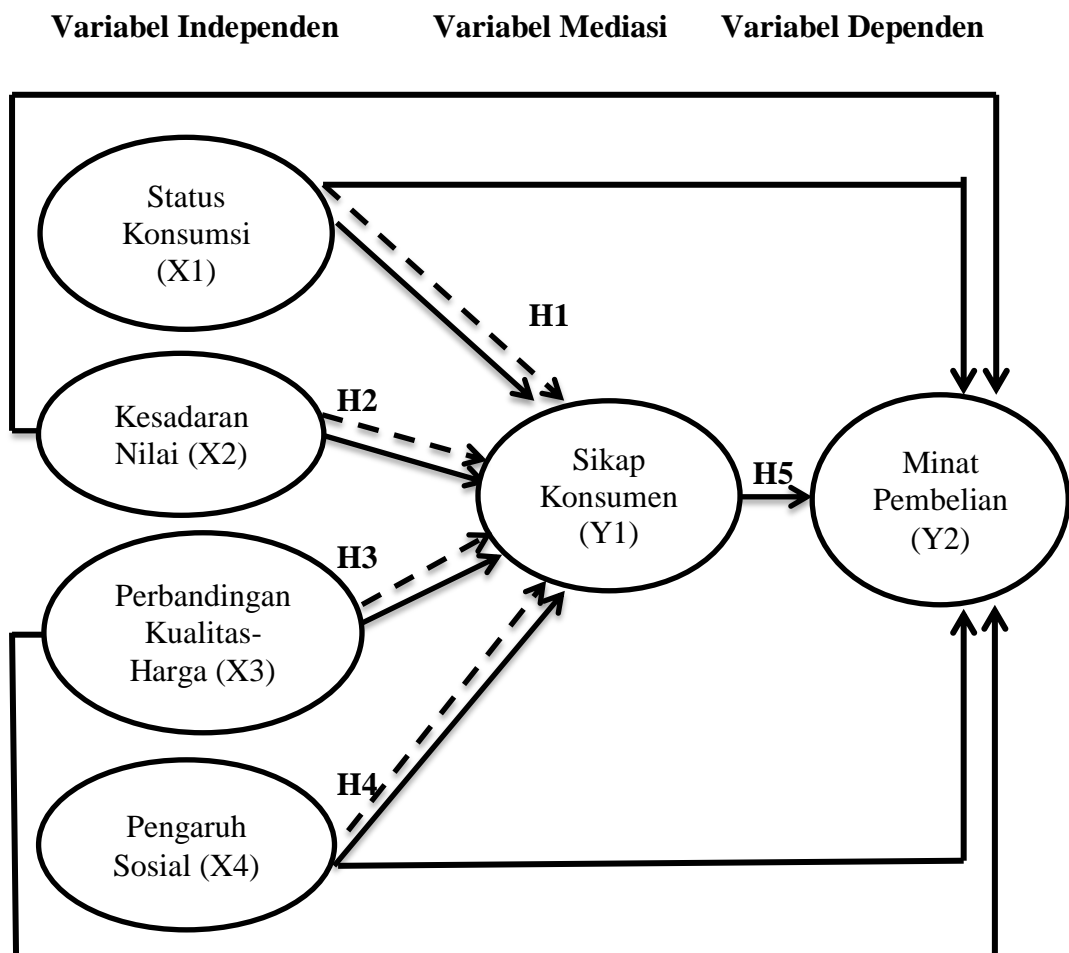 Variabel Independen Variabel Mediasi Variabel Dependen
Status
Konsumsi
(X1)
H1
Kesadaran
Nilai (X2)
H2
Perbandingan
Kualitas-
Harga (X3)
H3
Pengaruh
Sosial (X4)
H4
Sikap
Konsumen
(Y1)
H5
Minat
Pembelian
(Y2)